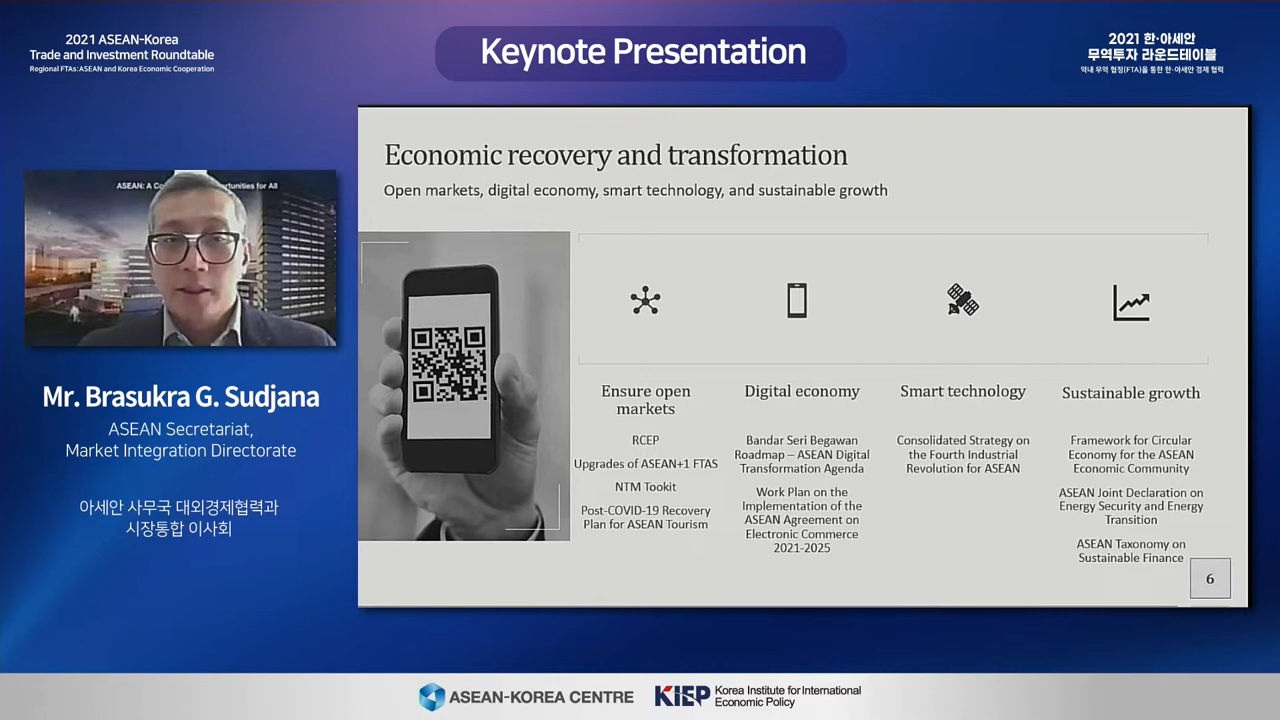 2021 ASEAN-Korea
Trade and Investment Roundtable
Regional FTAs: ASEAN and Korea Economic Cooperation
Keynote Presentation
2021 한·아세안
무역투자 라운드테이블
역내 무역 협정(FTA)을 통한 한·아세안 경제 협력
ASEAN: A Co
rtunities for All
Mr. Brasukra G. Sudjana
ASEAN Secretariat,
Market Integration Directorate
아세안 사무국 대외경제협력과
시장통합 이사회
Economic recovery and transformation
Open markets, digital economy, smart technology, and sustainable growth
Ensure open
markets
RCEP
Upgrades of ASEAN+1 FTAS
NTM Tookit
Post-COVID-19 Recovery
Plan for ASEAN Tourism
Digital economy
Bandar Seri Begawan
Roadmap – ASEAN Digital
Transformation Agenda
Work Plan on the
Implementation of the
ASEAN Agreement on
Electronic Commerce
2021-2025
Smart technology
Consolidated Strategy on
the Fourth Industrial
Revolution for ASEAN
Sustainable growth
Framework for Circular
Economy for the ASEAN
Economic Community
ASEAN Joint Declaration on
Energy Security and Energy
Transition
ASEAN Taxonomy on
Sustainable Finance
6
ASEAN-KOREA CENTRE
KIEP Korea Institute for International
Economic Policy